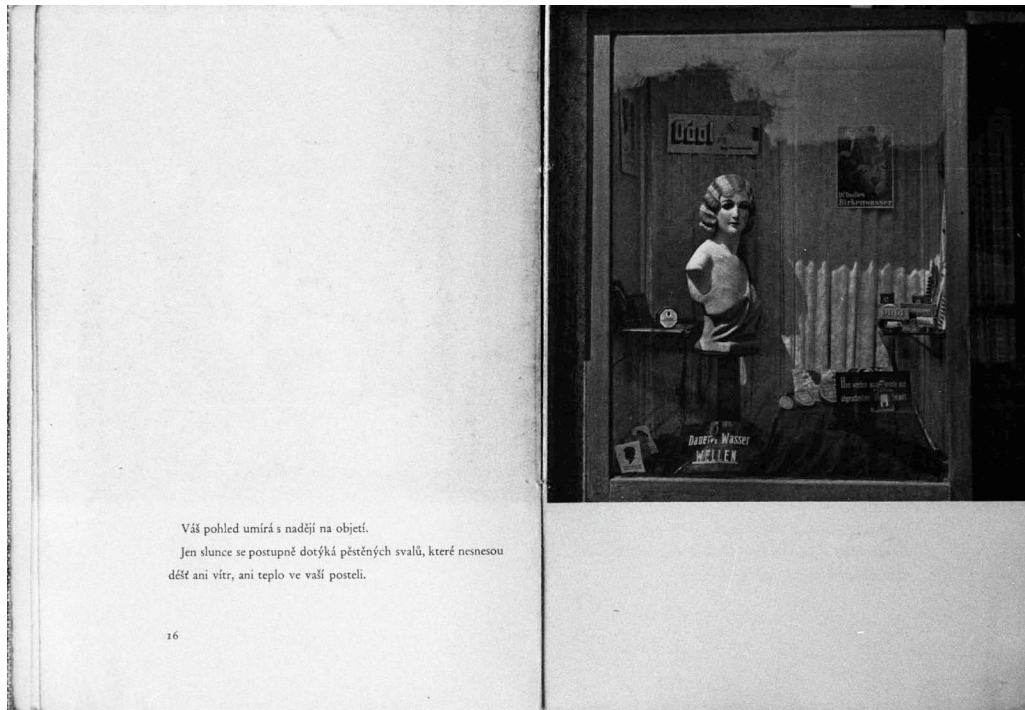 Váš pohled umírá s nadějí na objetí.
Jen slunce se postupně dotýká pěstěných svalů, které nesnesou
déšť ani vítr, ani teplo ve vaší posteli.
16
Odol
Birkenwasser
Dauer Wasser
WELLEN